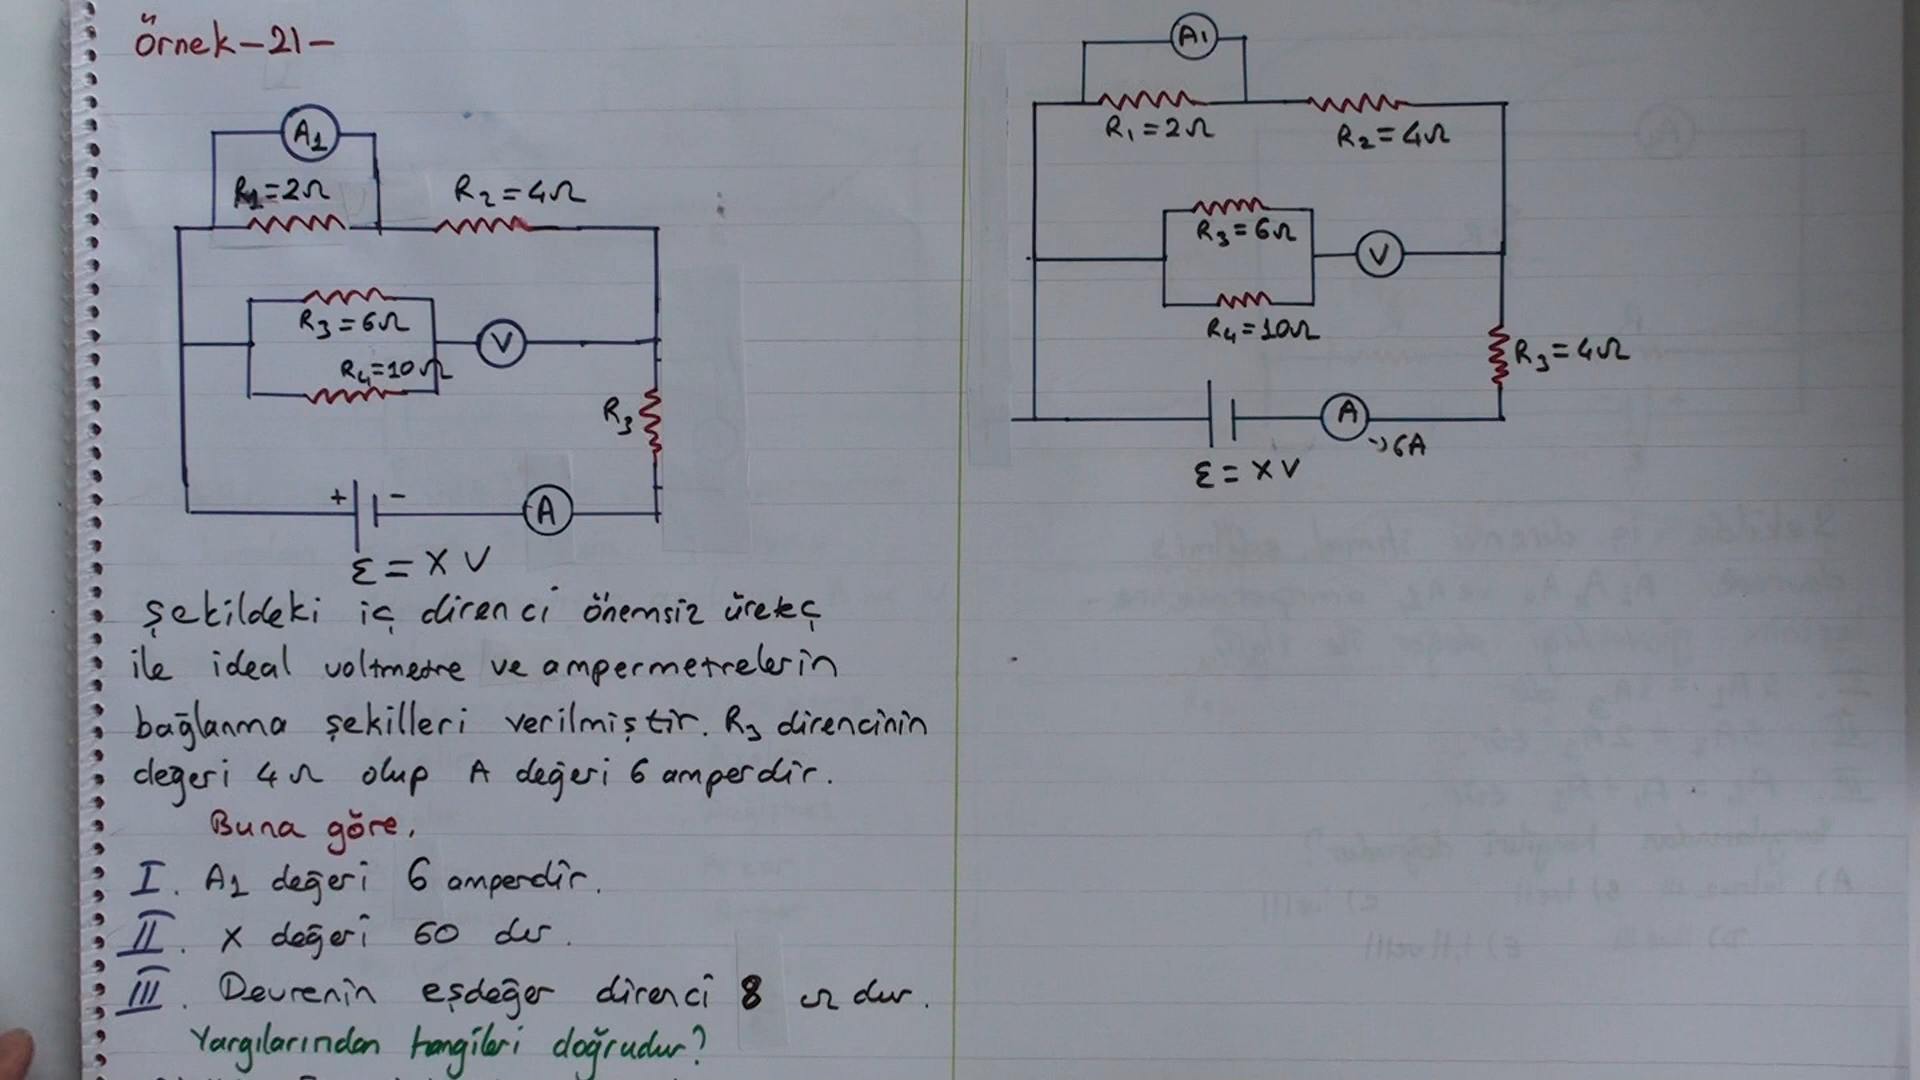 Örnek-21-
A1
R1=2Ω
R2=4Ω
R3=6Ω
R4=10Ω
V
R3
+ -
A
ε=XV
Şekildeki iç direnci önemsiz üreteç
ile ideal voltmetre ve ampermetrelerin
bağlanma şekilleri verilmiştir. R3 direncinin
değeri 4Ω olup A değeri 6 amperdir.
Buna göre,
I. A1 değeri 6 amperdir.
II. X değeri 60 dır.
III. Devrenin eşdeğer direnci 8 Ω dur.
Yargılarından hangileri doğrudur?
A1
R1=2Ω
R2=4Ω
R3=6Ω
V
R4=10Ω
R3=4Ω
A
→6A
ε=XV